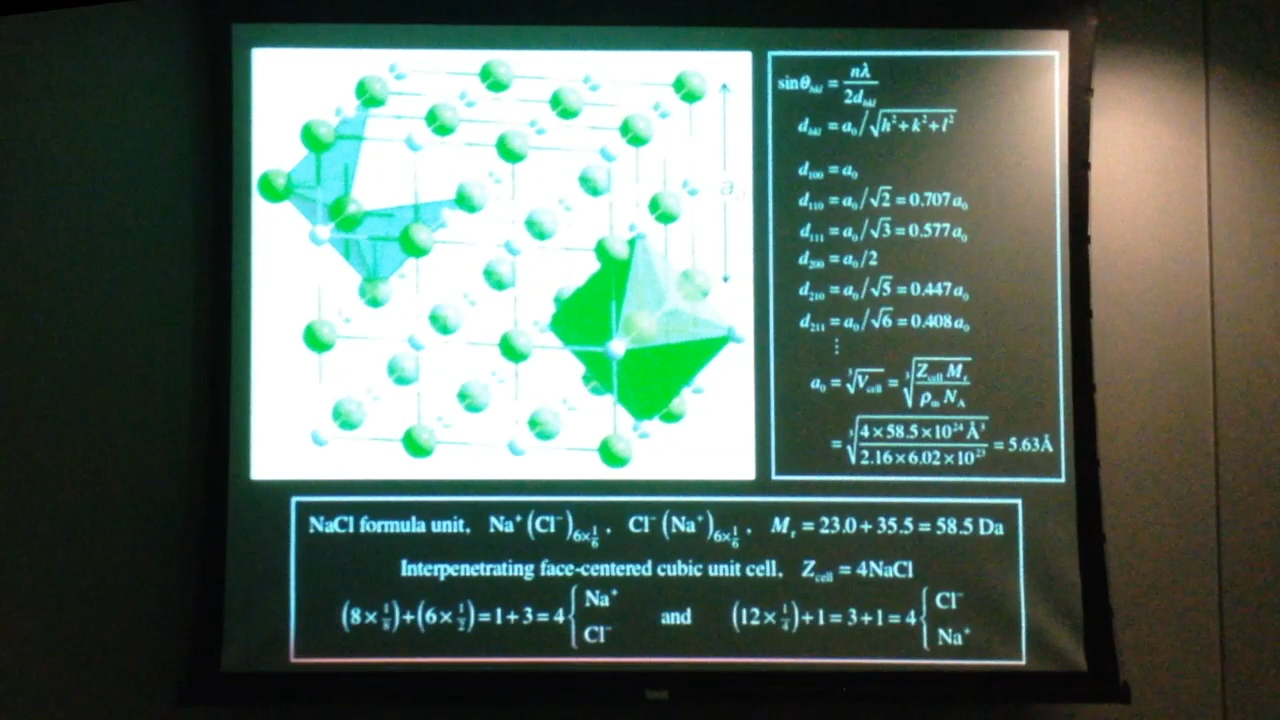 a₀
sinθₕₖₗ = nλ / 2dₕₖₗ
dₕₖₗ = a₀/√(h²+k²+l²)
d₁₀₀ = a₀
d₁₁₀ = a₀/√2 = 0.707a₀
d₁₁₁ = a₀/√3 = 0.577a₀
d₂₀₀ = a₀/2
d₂₁₀ = a₀/√5 = 0.447a₀
d₂₁₁ = a₀/√6 = 0.408a₀
⋮
a₀ = ∛V_cell = ∛(Z_cell M_r / ρ_m N_A)
= ∛(4×58.5×10²⁴ Å³ / 2.16×6.02×10²³) = 5.63Å
NaCl formula unit, Na⁺(Cl⁻)₆ₓ⅙, Cl⁻(Na⁺)₆ₓ⅙, M_r = 23.0 + 35.5 = 58.5 Da
Interpenetrating face-centered cubic unit cell, Z_cell = 4NaCl
(8×⅛)+(6×½)=1+3=4{Na⁺ Cl⁻ and (12×¼)+1=3+1=4{Cl⁻ Na⁺